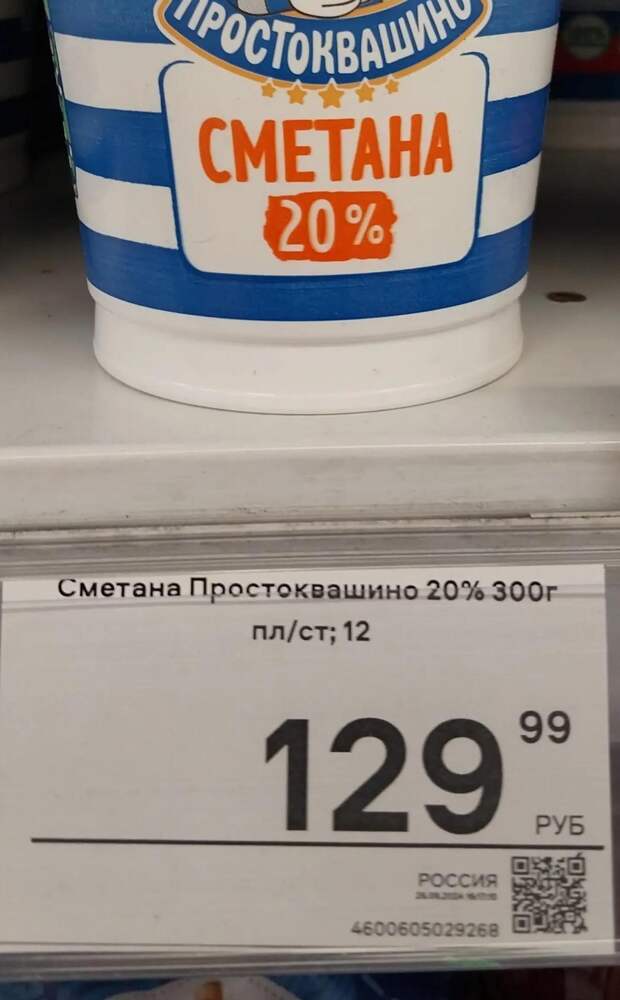 ПРОСТОКВАШИНО
СМЕТАНА
20%
Сметана Простоквашино 20% 300г
пл/ст; 12
129 99
РУБ
РОССИЯ
4600605029268